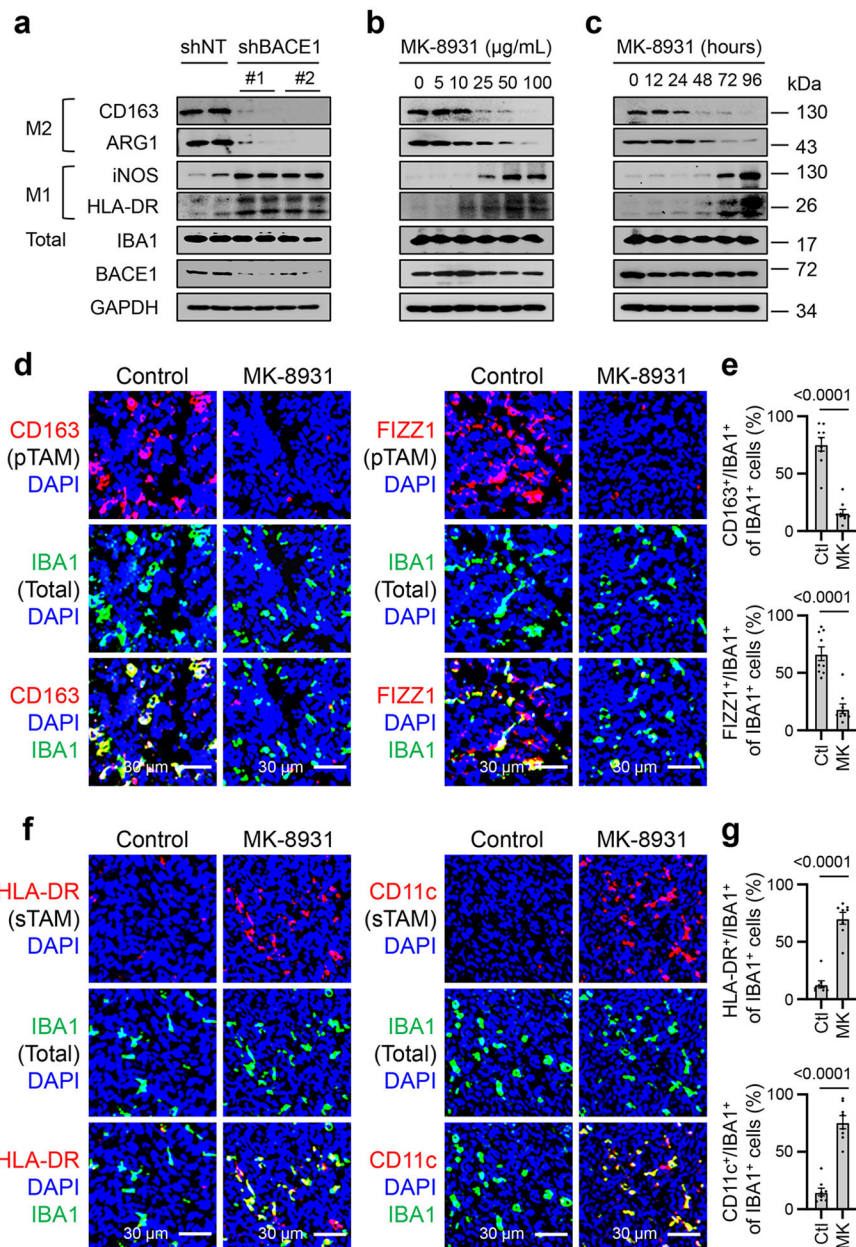 a
b
c
shNT shBACE1
#1 #2
MK-8931 (µg/mL)
0 5 10 25 50 100
MK-8931 (hours)
0 12 24 48 72 96 kDa
M2
CD163
130
ARG1
43
M1
iNOS
130
HLA-DR
26
Total IBA1
17
BACE1
72
GAPDH
34
d
Control MK-8931
Control MK-8931
CD163
(pTAM)
DAPI
IBA1
(Total)
DAPI
CD163
DAPI
IBA1
30 µm 30 µm
FIZZ1
(pTAM)
DAPI
IBA1
(Total)
DAPI
FIZZ1
DAPI
IBA1
30 µm 30 µm
e
<0.0001
100
50
0
CD163⁺/IBA1⁺
of IBA1⁺ cells (%)
Ctl
MK
<0.0001
100
50
0
FIZZ1⁺/IBA1⁺
of IBA1⁺ cells (%)
Ctl
MK
f
Control MK-8931
Control MK-8931
HLA-DR
(sTAM)
DAPI
IBA1
(Total)
DAPI
HLA-DR
DAPI
IBA1
30 µm 30 µm
CD11c
(sTAM)
DAPI
IBA1
(Total)
DAPI
CD11c
DAPI
IBA1
30 µm 30 µm
g
<0.0001
100
50
0
HLA-DR⁺/IBA1⁺
of IBA1⁺ cells (%)
Ctl
MK
<0.0001
100
50
0
CD11c⁺/IBA1⁺
of IBA1⁺ cells (%)
Ctl
MK